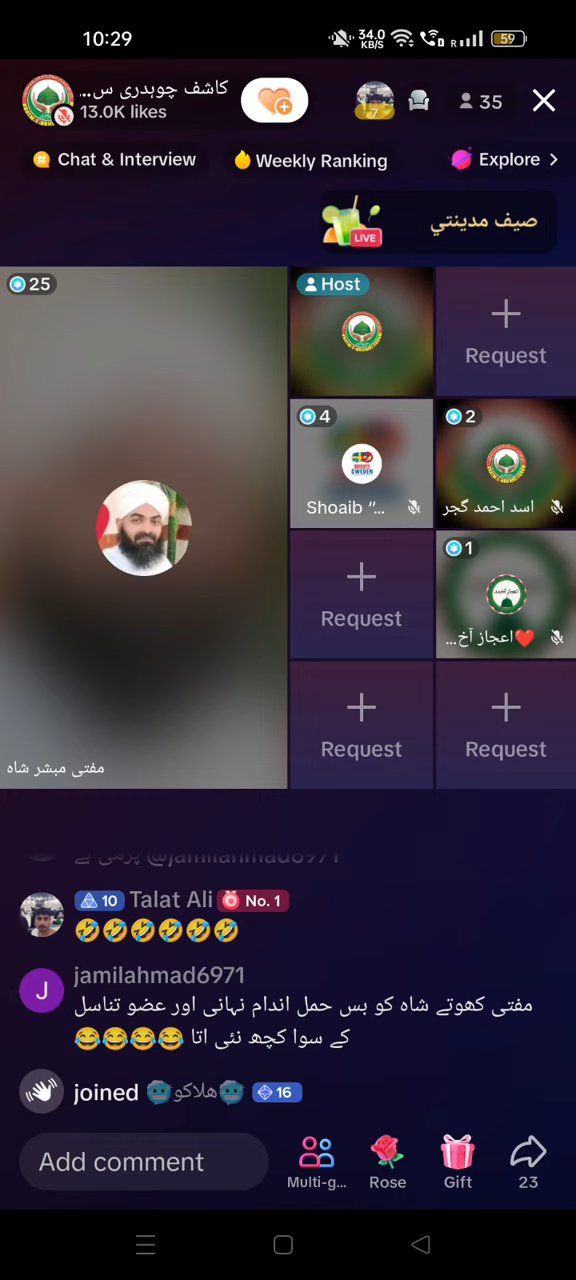 10:29
34.0 KB/S
R
59
کاشف چوہدری س...
13.0K likes
7
35
Chat & Interview
Weekly Ranking
Explore
صيف مدينتي
LIVE
25
Host
Request
4
Shoaib “...
2
اسد احمد گجر
Request
1
اعجاز آخ...❤️
Request
Request
مفتی مبشر شاہ
@jamilahmad6971
10 Talat Ali No. 1
🤣🤣🤣🤣🤣🤣
J
jamilahmad6971
مفتی کھوتے شاہ کو بس حمل اندام نہانی اور عضو تناسل
کے سوا کچھ نئی اتا 😂😂😂😂
joined 🥶هلاكو🥶 16
Add comment
Multi-g...
Rose
Gift
23